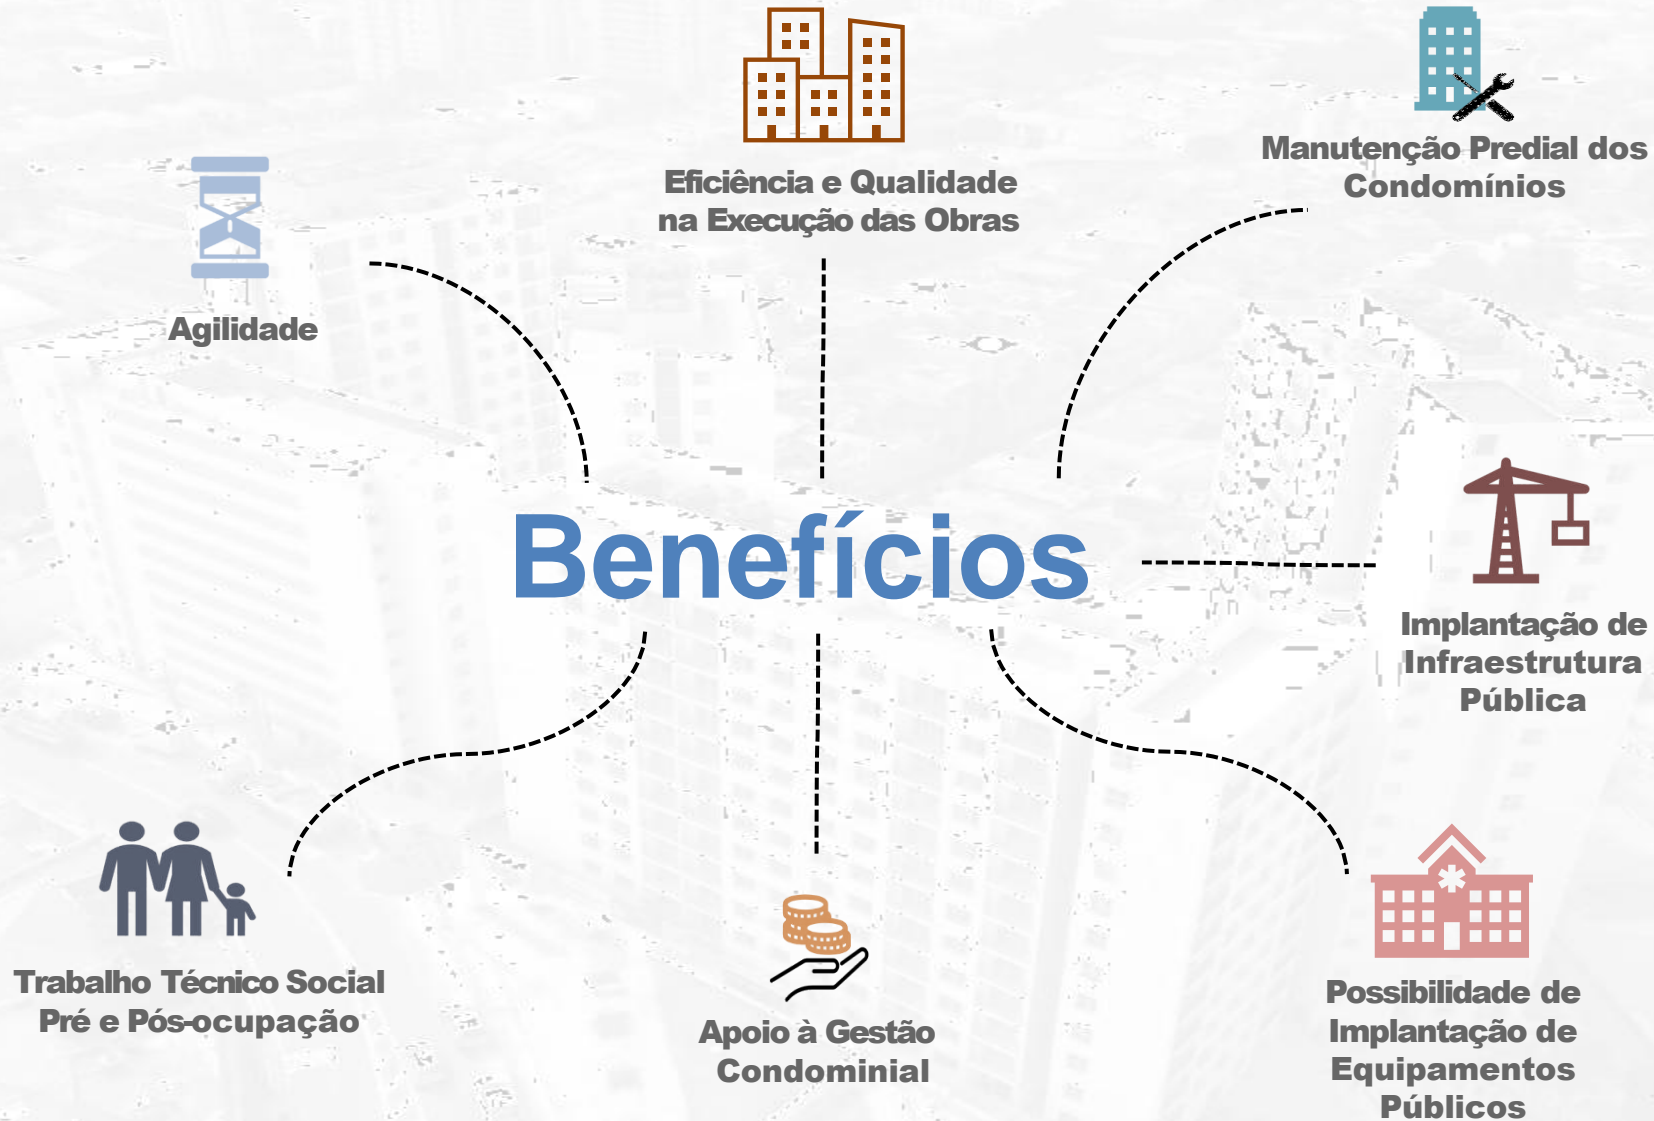 Eficiência e Qualidade
na Execução das Obras
Manutenção Predial dos
Condomínios
Agilidade
Benefícios
Implantação de
Infraestrutura
Pública
Trabalho Técnico Social
Pré e Pós-ocupação
Apoio à Gestão
Condominial
Possibilidade de
Implantação de
Equipamentos
Públicos